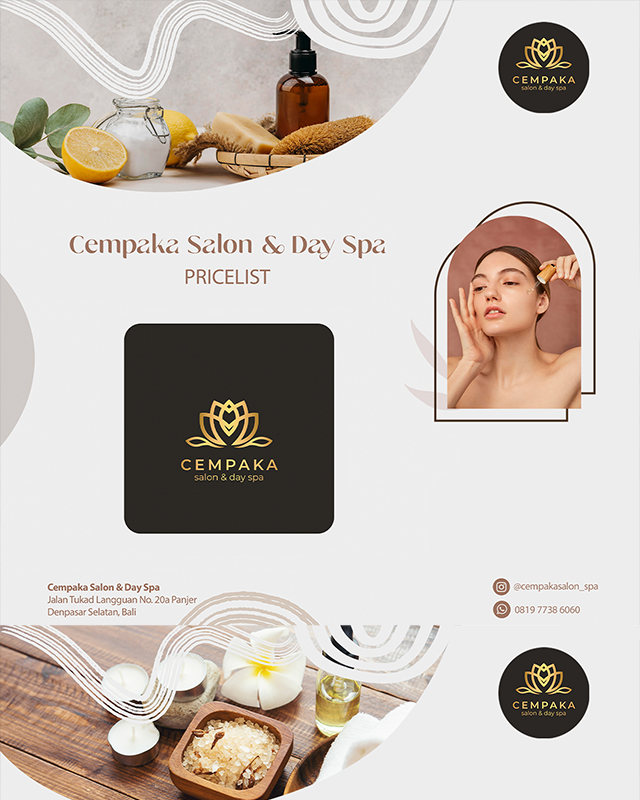 CEMPAKA
salon & day spa
Cempaka Salon & Day Spa
PRICELIST
CEMPAKA
salon & day spa
Cempaka Salon & Day Spa
Jalan Tukad Langguan No. 20a Panjer
Denpasar Selatan, Bali
@cempakasalon_spa
0819 7738 6060
CEMPAKA
salon & day spa